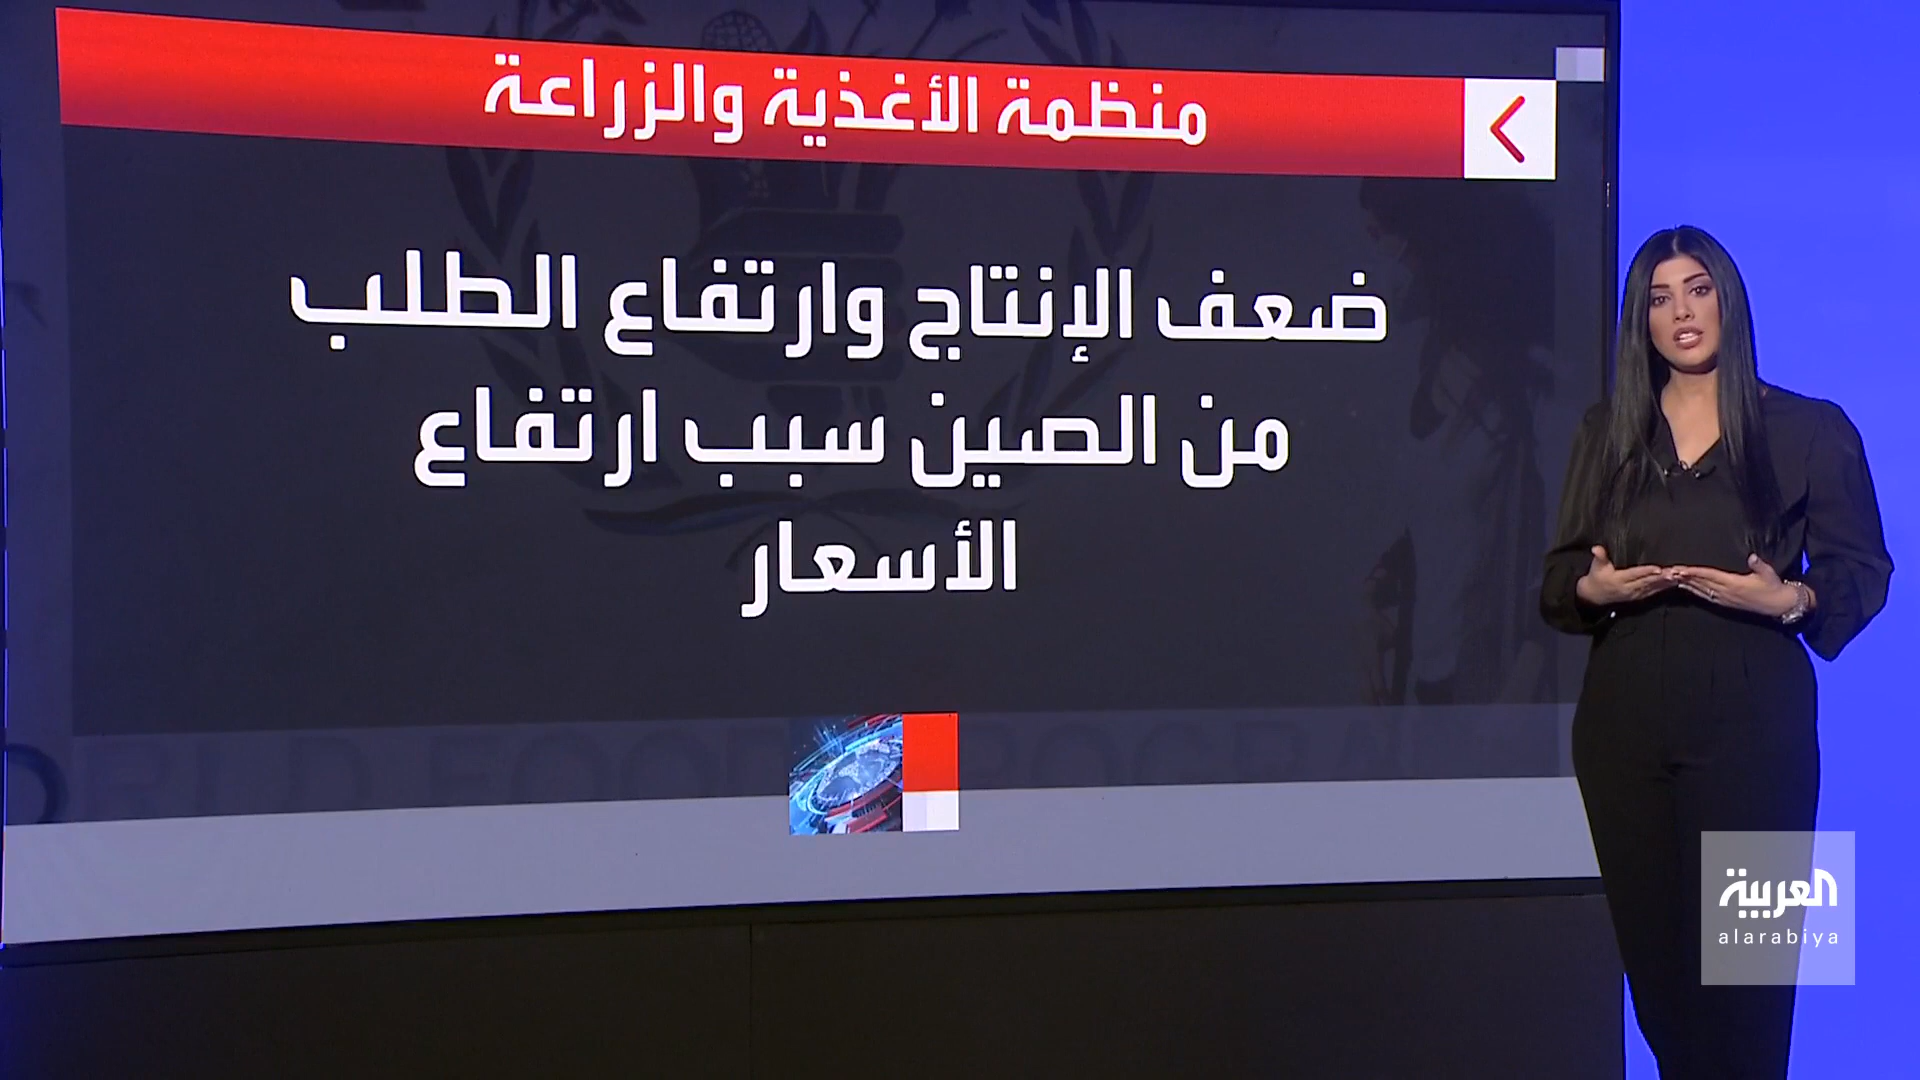 منظمة الأغذية والزراعة
ضعف الإنتاج وارتفاع الطلب
من الصين سبب ارتفاع
الأسعار
العربية
alarabiya